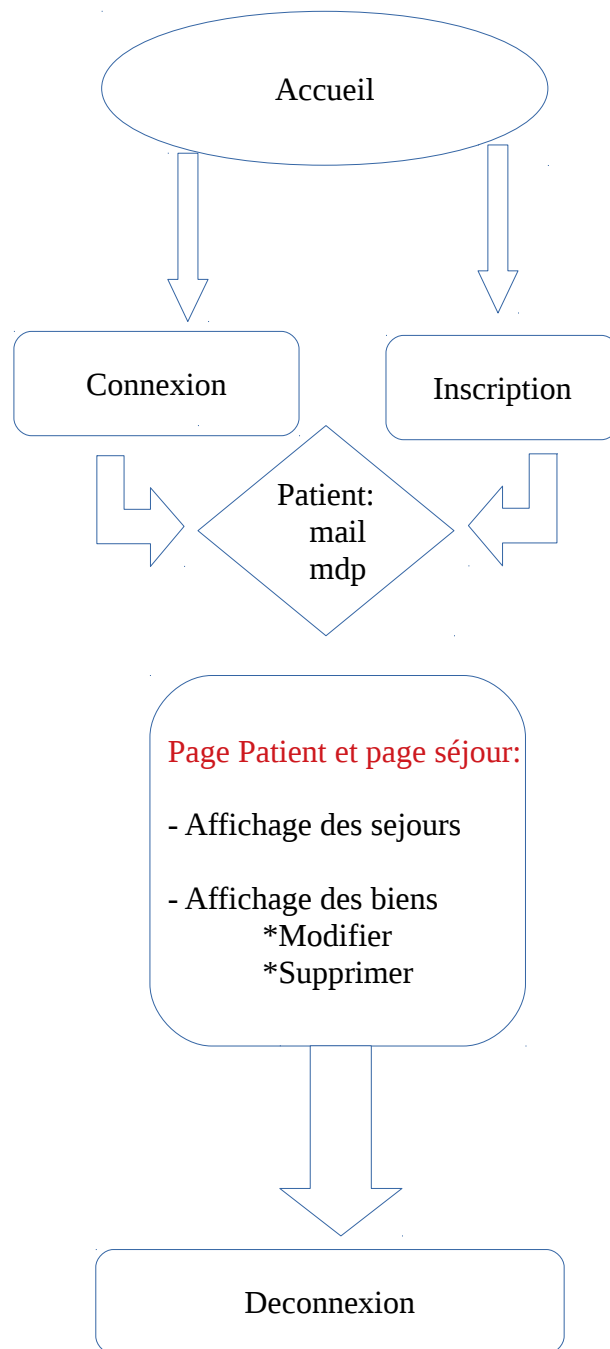 Accueil
Connexion
Inscription
Patient:
mail
mdp
Page Patient et page séjour:
- Affichage des sejours
- Affichage des biens
*Modifier
*Supprimer
Deconnexion